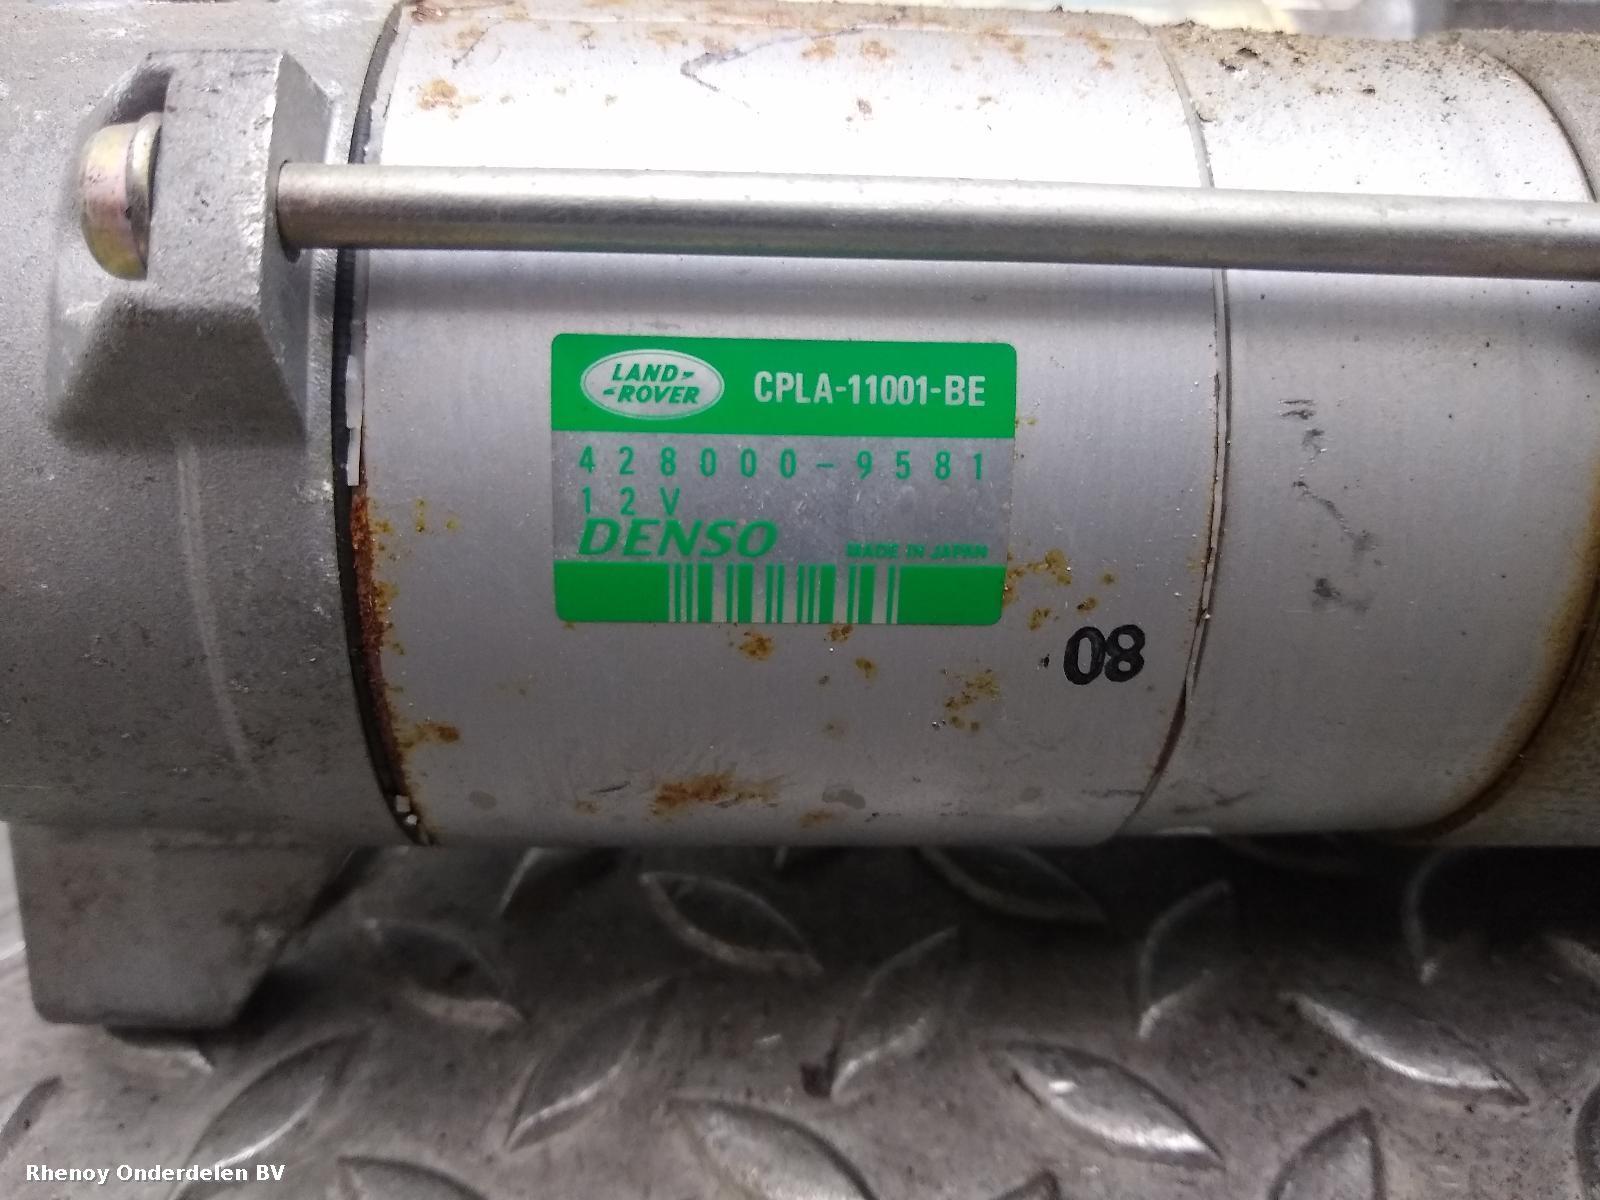 LAND-
-ROVER
CPLA-11001-BE
428000-9581
12V
DENSO
MADE IN JAPAN
08
Rhenoy Onderdelen BV